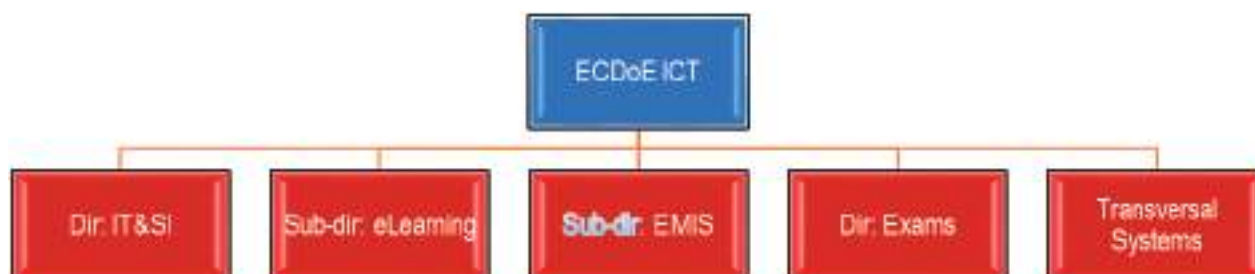 ECDoE ICT
Dir: IT&SI
Sub-dir: eLearning
Sub-dir: EMIS
Dir: Exams
Transversal
Systems